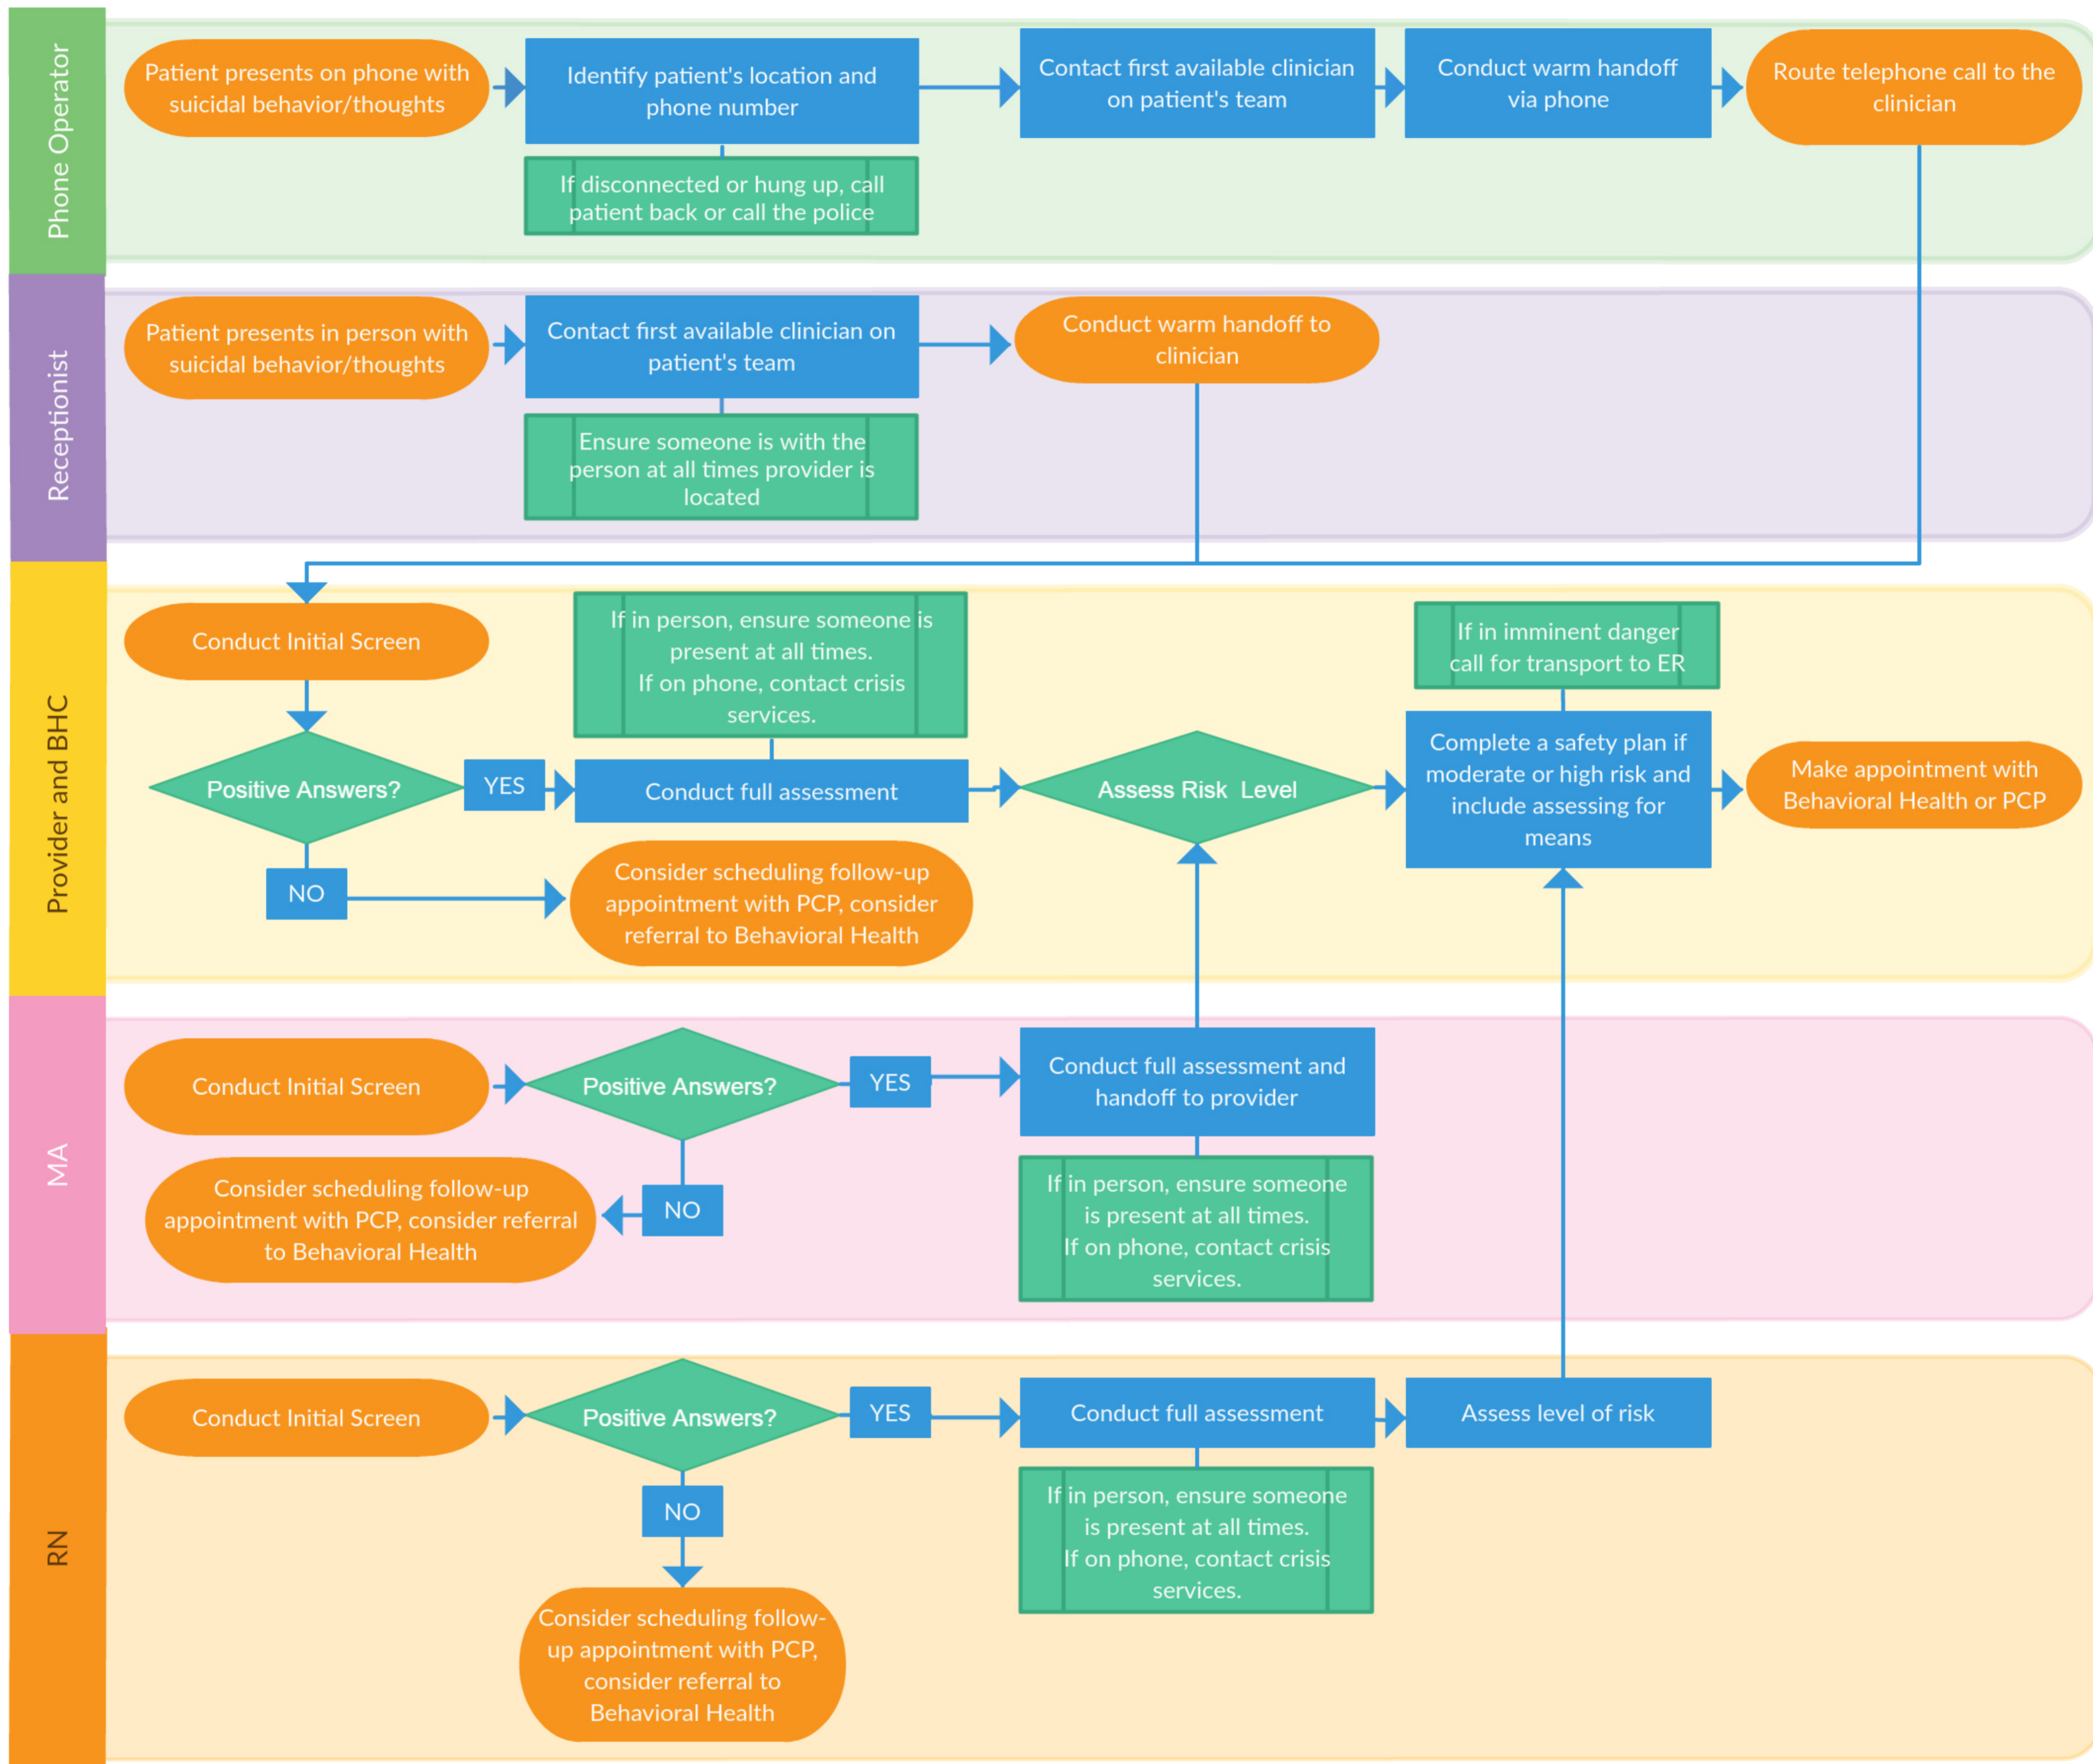 Phone Operator
Patient presents on phone with
suicidal behavior/thoughts
Identify patient's location and
phone number
If disconnected or hung up, call
patient back or call the police
Contact first available clinician
on patient's team
Conduct warm handoff
via phone
Route telephone call to the
clinician
Receptionist
Patient presents in person with
suicidal behavior/thoughts
Contact first available clinician on
patient's team
Ensure someone is with the
person at all times provider is
located
Conduct warm handoff to
clinician
Provider and BHC
Conduct Initial Screen
Positive Answers?
YES
NO
If in person, ensure someone is
present at all times.
If on phone, contact crisis
services.
Conduct full assessment
Consider scheduling follow-up
appointment with PCP, consider
referral to Behavioral Health
Assess Risk Level
If in imminent danger
call for transport to ER
Complete a safety plan if
moderate or high risk and
include assessing for
means
Make appointment with
Behavioral Health or PCP
MA
Conduct Initial Screen
Positive Answers?
YES
NO
Consider scheduling follow-up
appointment with PCP, consider referral
to Behavioral Health
Conduct full assessment and
handoff to provider
If in person, ensure someone
is present at all times.
If on phone, contact crisis
services.
RN
Conduct Initial Screen
Positive Answers?
YES
NO
Consider scheduling follow-
up appointment with PCP,
consider referral to
Behavioral Health
Conduct full assessment
If in person, ensure someone
is present at all times.
If on phone, contact crisis
services.
Assess level of risk